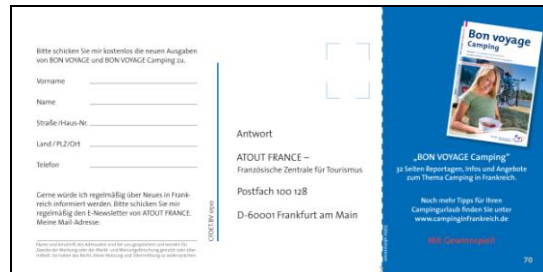 Bitte schicken Sie mir kostenlos die neuen Ausgaben
von BON VOYAGE und BON VOYAGE Camping zu.
Vorname
Name
Straße/Haus-Nr.
Land/PLZ/Ort
Telefon
Gerne würde ich regelmäßig über Neues in Frank-
reich informiert werden. Bitte schicken Sie mir
regelmäßig den E-Newsletter von ATOUT FRANCE.
Meine Mail-Adresse:
Antwort
ATOUT FRANCE –
Französische Zentrale für Tourismus
Postfach 100 128
D-60001 Frankfurt am Main
Bon voyage
Camping
„BON VOYAGE Camping“
32 Seiten Reportagen, Infos und Angebote
zum Thema Camping in Frankreich.
Noch mehr Tipps für Ihren
Campingurlaub finden Sie unter
www.campinginfrankreich.de
Mit Gewinnspiel!
70